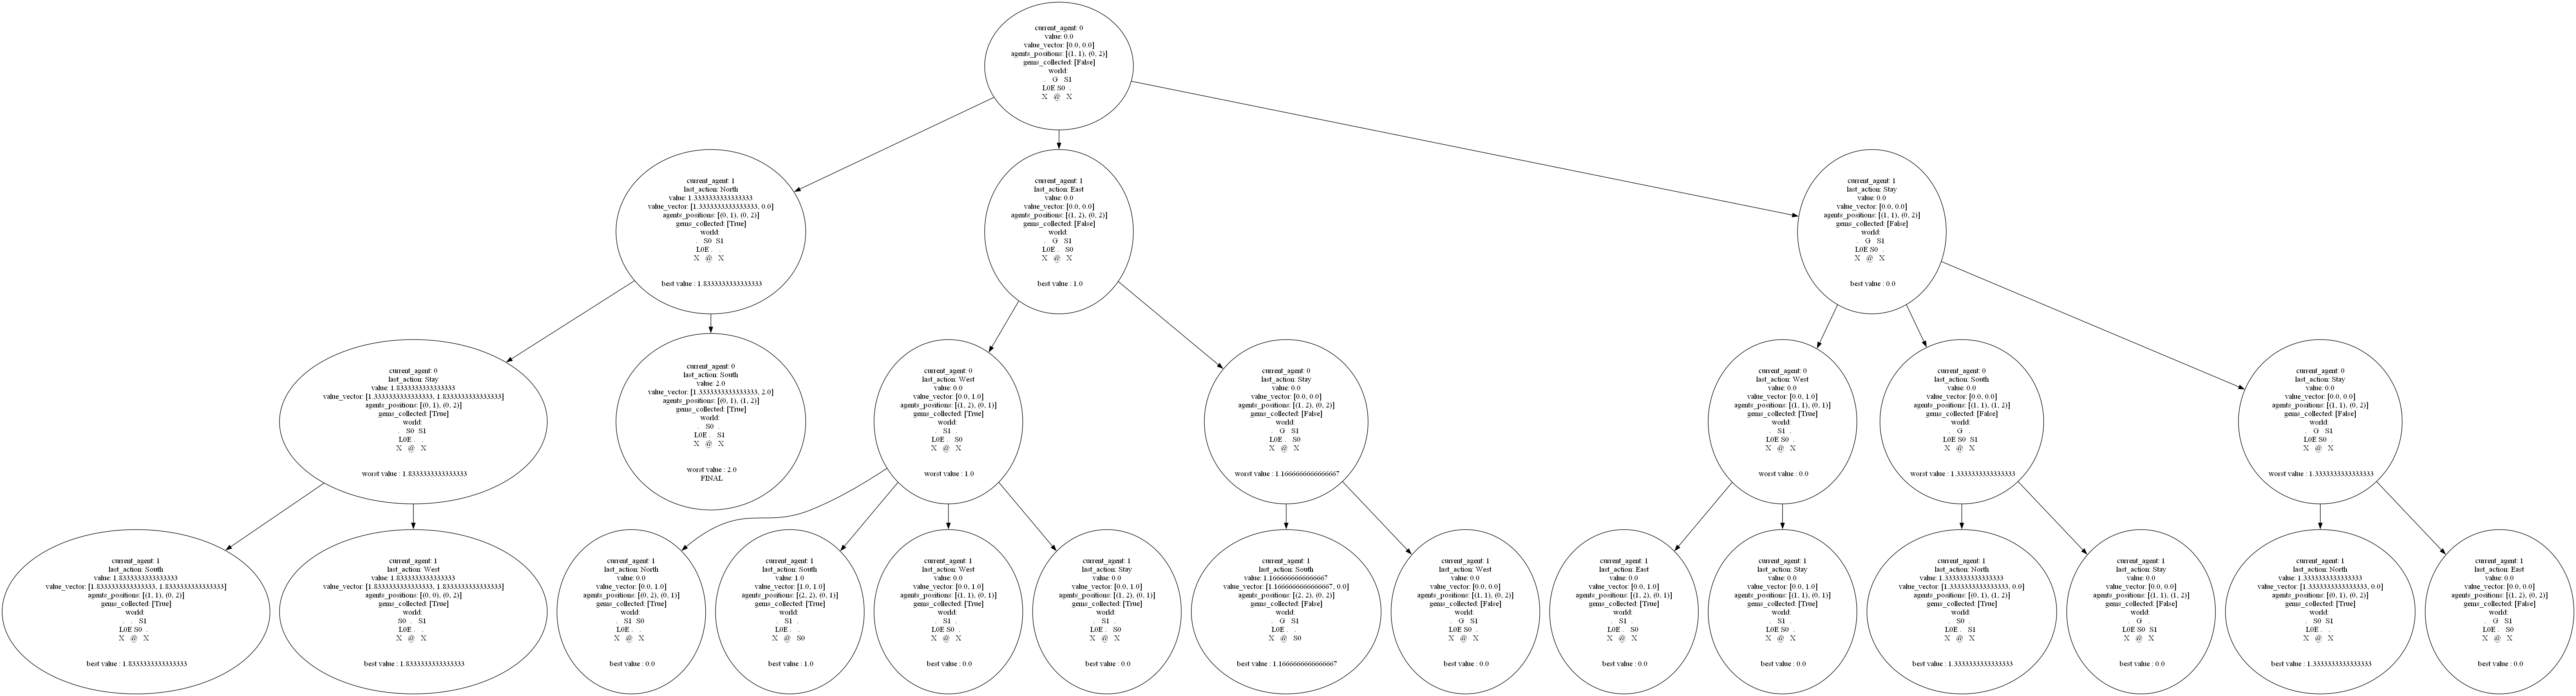 current_agent: 0
value: 0.0
value_vector: [0.0, 0.0]
agents_positions: [(1, 1), (0, 2)]
gems_collected: [False]
world:
. G S1
L0E S0 .
X @ X
current_agent: 1
last_action: North
value: 1.3333333333333333
value_vector: [1.3333333333333333, 0.0]
agents_positions: [(0, 1), (0, 2)]
gems_collected: [True]
world:
. S0 S1
L0E . .
X @ X
best value : 1.8333333333333333
current_agent: 1
last_action: East
value: 0.0
value_vector: [0.0, 0.0]
agents_positions: [(1, 2), (0, 2)]
gems_collected: [False]
world:
. G S1
L0E . S0
X @ X
best value : 1.0
current_agent: 1
last_action: Stay
value: 0.0
value_vector: [0.0, 0.0]
agents_positions: [(1, 1), (0, 2)]
gems_collected: [False]
world:
. G S1
L0E S0 .
X @ X
best value : 0.0
current_agent: 0
last_action: Stay
value: 1.8333333333333333
value_vector: [1.3333333333333333, 1.8333333333333333]
agents_positions: [(0, 1), (0, 2)]
gems_collected: [True]
world:
. S0 S1
L0E . .
X @ X
worst value : 1.8333333333333333
current_agent: 0
last_action: South
value: 2.0
value_vector: [1.3333333333333333, 2.0]
agents_positions: [(0, 1), (1, 2)]
gems_collected: [True]
world:
. S0 .
L0E . S1
X @ X
worst value : 2.0
FINAL
current_agent: 0
last_action: West
value: 0.0
value_vector: [0.0, 1.0]
agents_positions: [(1, 2), (0, 1)]
gems_collected: [True]
world:
. S1 .
L0E . S0
X @ X
worst value : 1.0
current_agent: 0
last_action: Stay
value: 0.0
value_vector: [0.0, 0.0]
agents_positions: [(1, 2), (0, 2)]
gems_collected: [False]
world:
. G S1
L0E . S0
X @ X
worst value : 1.1666666666666667
current_agent: 0
last_action: West
value: 0.0
value_vector: [0.0, 1.0]
agents_positions: [(1, 1), (0, 1)]
gems_collected: [True]
world:
. S1 .
L0E S0 .
X @ X
worst value : 0.0
current_agent: 0
last_action: South
value: 0.0
value_vector: [0.0, 0.0]
agents_positions: [(1, 1), (1, 2)]
gems_collected: [False]
world:
. G .
L0E S0 S1
X @ X
worst value : 1.3333333333333333
current_agent: 0
last_action: Stay
value: 0.0
value_vector: [0.0, 0.0]
agents_positions: [(1, 1), (0, 2)]
gems_collected: [False]
world:
. G S1
L0E S0 .
X @ X
worst value : 1.3333333333333333
current_agent: 1
last_action: South
value: 1.8333333333333333
value_vector: [1.8333333333333333, 1.8333333333333333]
agents_positions: [(1, 1), (0, 2)]
gems_collected: [True]
world:
. . S1
L0E S0 .
X @ X
best value : 1.8333333333333333
current_agent: 1
last_action: West
value: 1.8333333333333333
value_vector: [1.8333333333333333, 1.8333333333333333]
agents_positions: [(0, 0), (0, 2)]
gems_collected: [True]
world:
S0 . S1
L0E . .
X @ X
best value : 1.8333333333333333
current_agent: 1
last_action: North
value: 0.0
value_vector: [0.0, 1.0]
agents_positions: [(0, 2), (0, 1)]
gems_collected: [True]
world:
. S1 S0
L0E . .
X @ X
best value : 0.0
current_agent: 1
last_action: South
value: 1.0
value_vector: [1.0, 1.0]
agents_positions: [(2, 2), (0, 1)]
gems_collected: [True]
world:
. S1 .
L0E . .
X @ S0
best value : 1.0
current_agent: 1
last_action: West
value: 0.0
value_vector: [0.0, 1.0]
agents_positions: [(1, 1), (0, 1)]
gems_collected: [True]
world:
. S1 .
L0E S0 .
X @ X
best value : 0.0
current_agent: 1
last_action: Stay
value: 0.0
value_vector: [0.0, 1.0]
agents_positions: [(1, 2), (0, 1)]
gems_collected: [True]
world:
. S1 .
L0E . S0
X @ X
best value : 0.0
current_agent: 1
last_action: South
value: 1.1666666666666667
value_vector: [1.1666666666666667, 0.0]
agents_positions: [(2, 2), (0, 2)]
gems_collected: [False]
world:
. G S1
L0E . .
X @ S0
best value : 1.1666666666666667
current_agent: 1
last_action: West
value: 0.0
value_vector: [0.0, 0.0]
agents_positions: [(1, 1), (0, 2)]
gems_collected: [False]
world:
. G S1
L0E S0 .
X @ X
best value : 0.0
current_agent: 1
last_action: East
value: 0.0
value_vector: [0.0, 1.0]
agents_positions: [(1, 2), (0, 1)]
gems_collected: [True]
world:
. S1 .
L0E . S0
X @ X
best value : 0.0
current_agent: 1
last_action: Stay
value: 0.0
value_vector: [0.0, 1.0]
agents_positions: [(1, 1), (0, 1)]
gems_collected: [True]
world:
. S1 .
L0E S0 .
X @ X
best value : 0.0
current_agent: 1
last_action: North
value: 1.3333333333333333
value_vector: [1.3333333333333333, 0.0]
agents_positions: [(0, 1), (1, 2)]
gems_collected: [True]
world:
. S0 .
L0E . S1
X @ X
best value : 1.3333333333333333
current_agent: 1
last_action: Stay
value: 0.0
value_vector: [0.0, 0.0]
agents_positions: [(1, 1), (1, 2)]
gems_collected: [False]
world:
. G .
L0E S0 S1
X @ X
best value : 0.0
current_agent: 1
last_action: North
value: 1.3333333333333333
value_vector: [1.3333333333333333, 0.0]
agents_positions: [(0, 1), (0, 2)]
gems_collected: [True]
world:
. S0 S1
L0E . .
X @ X
best value : 1.3333333333333333
current_agent: 1
last_action: East
value: 0.0
value_vector: [0.0, 0.0]
agents_positions: [(1, 2), (0, 2)]
gems_collected: [False]
world:
. G S1
L0E . S0
X @ X
best value : 0.0